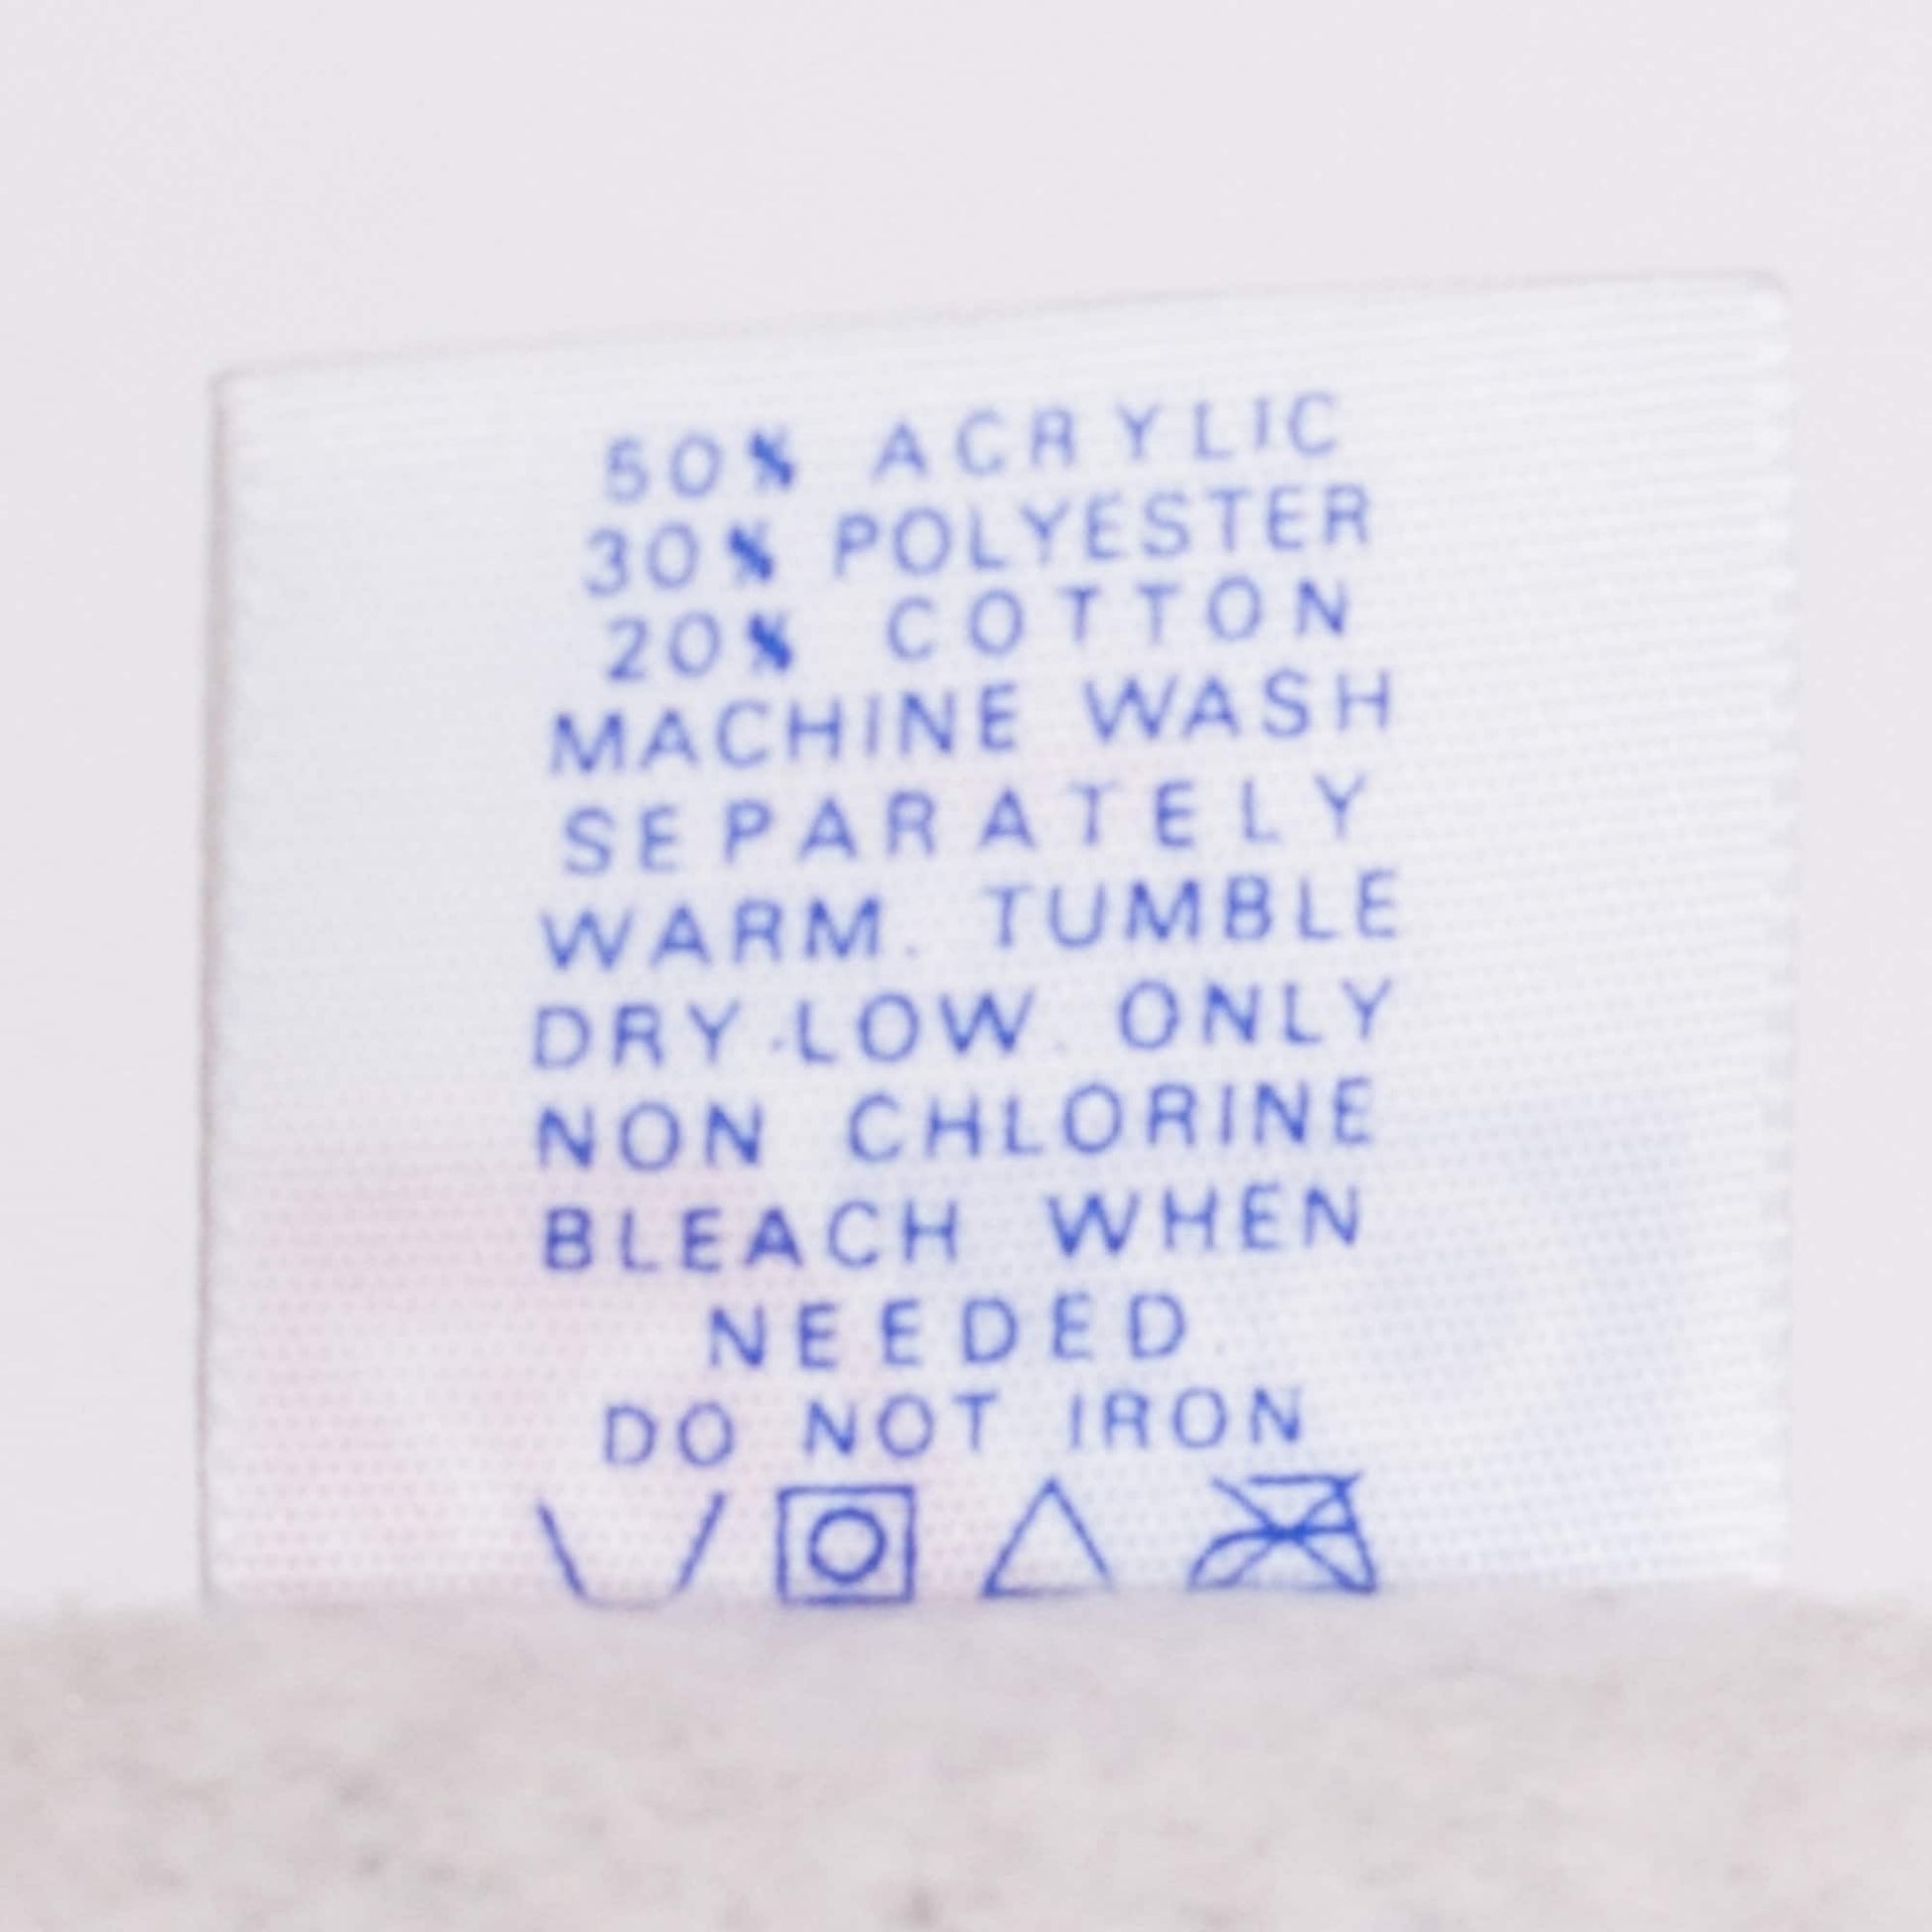 50% ACRYLIC
30% POLYESTER
20% COTTON
MACHINE WASH
SEPARATELY
WARM. TUMBLE
DRY LOW. ONLY
NON CHLORINE
BLEACH WHEN
NEEDED.
DO NOT IRON